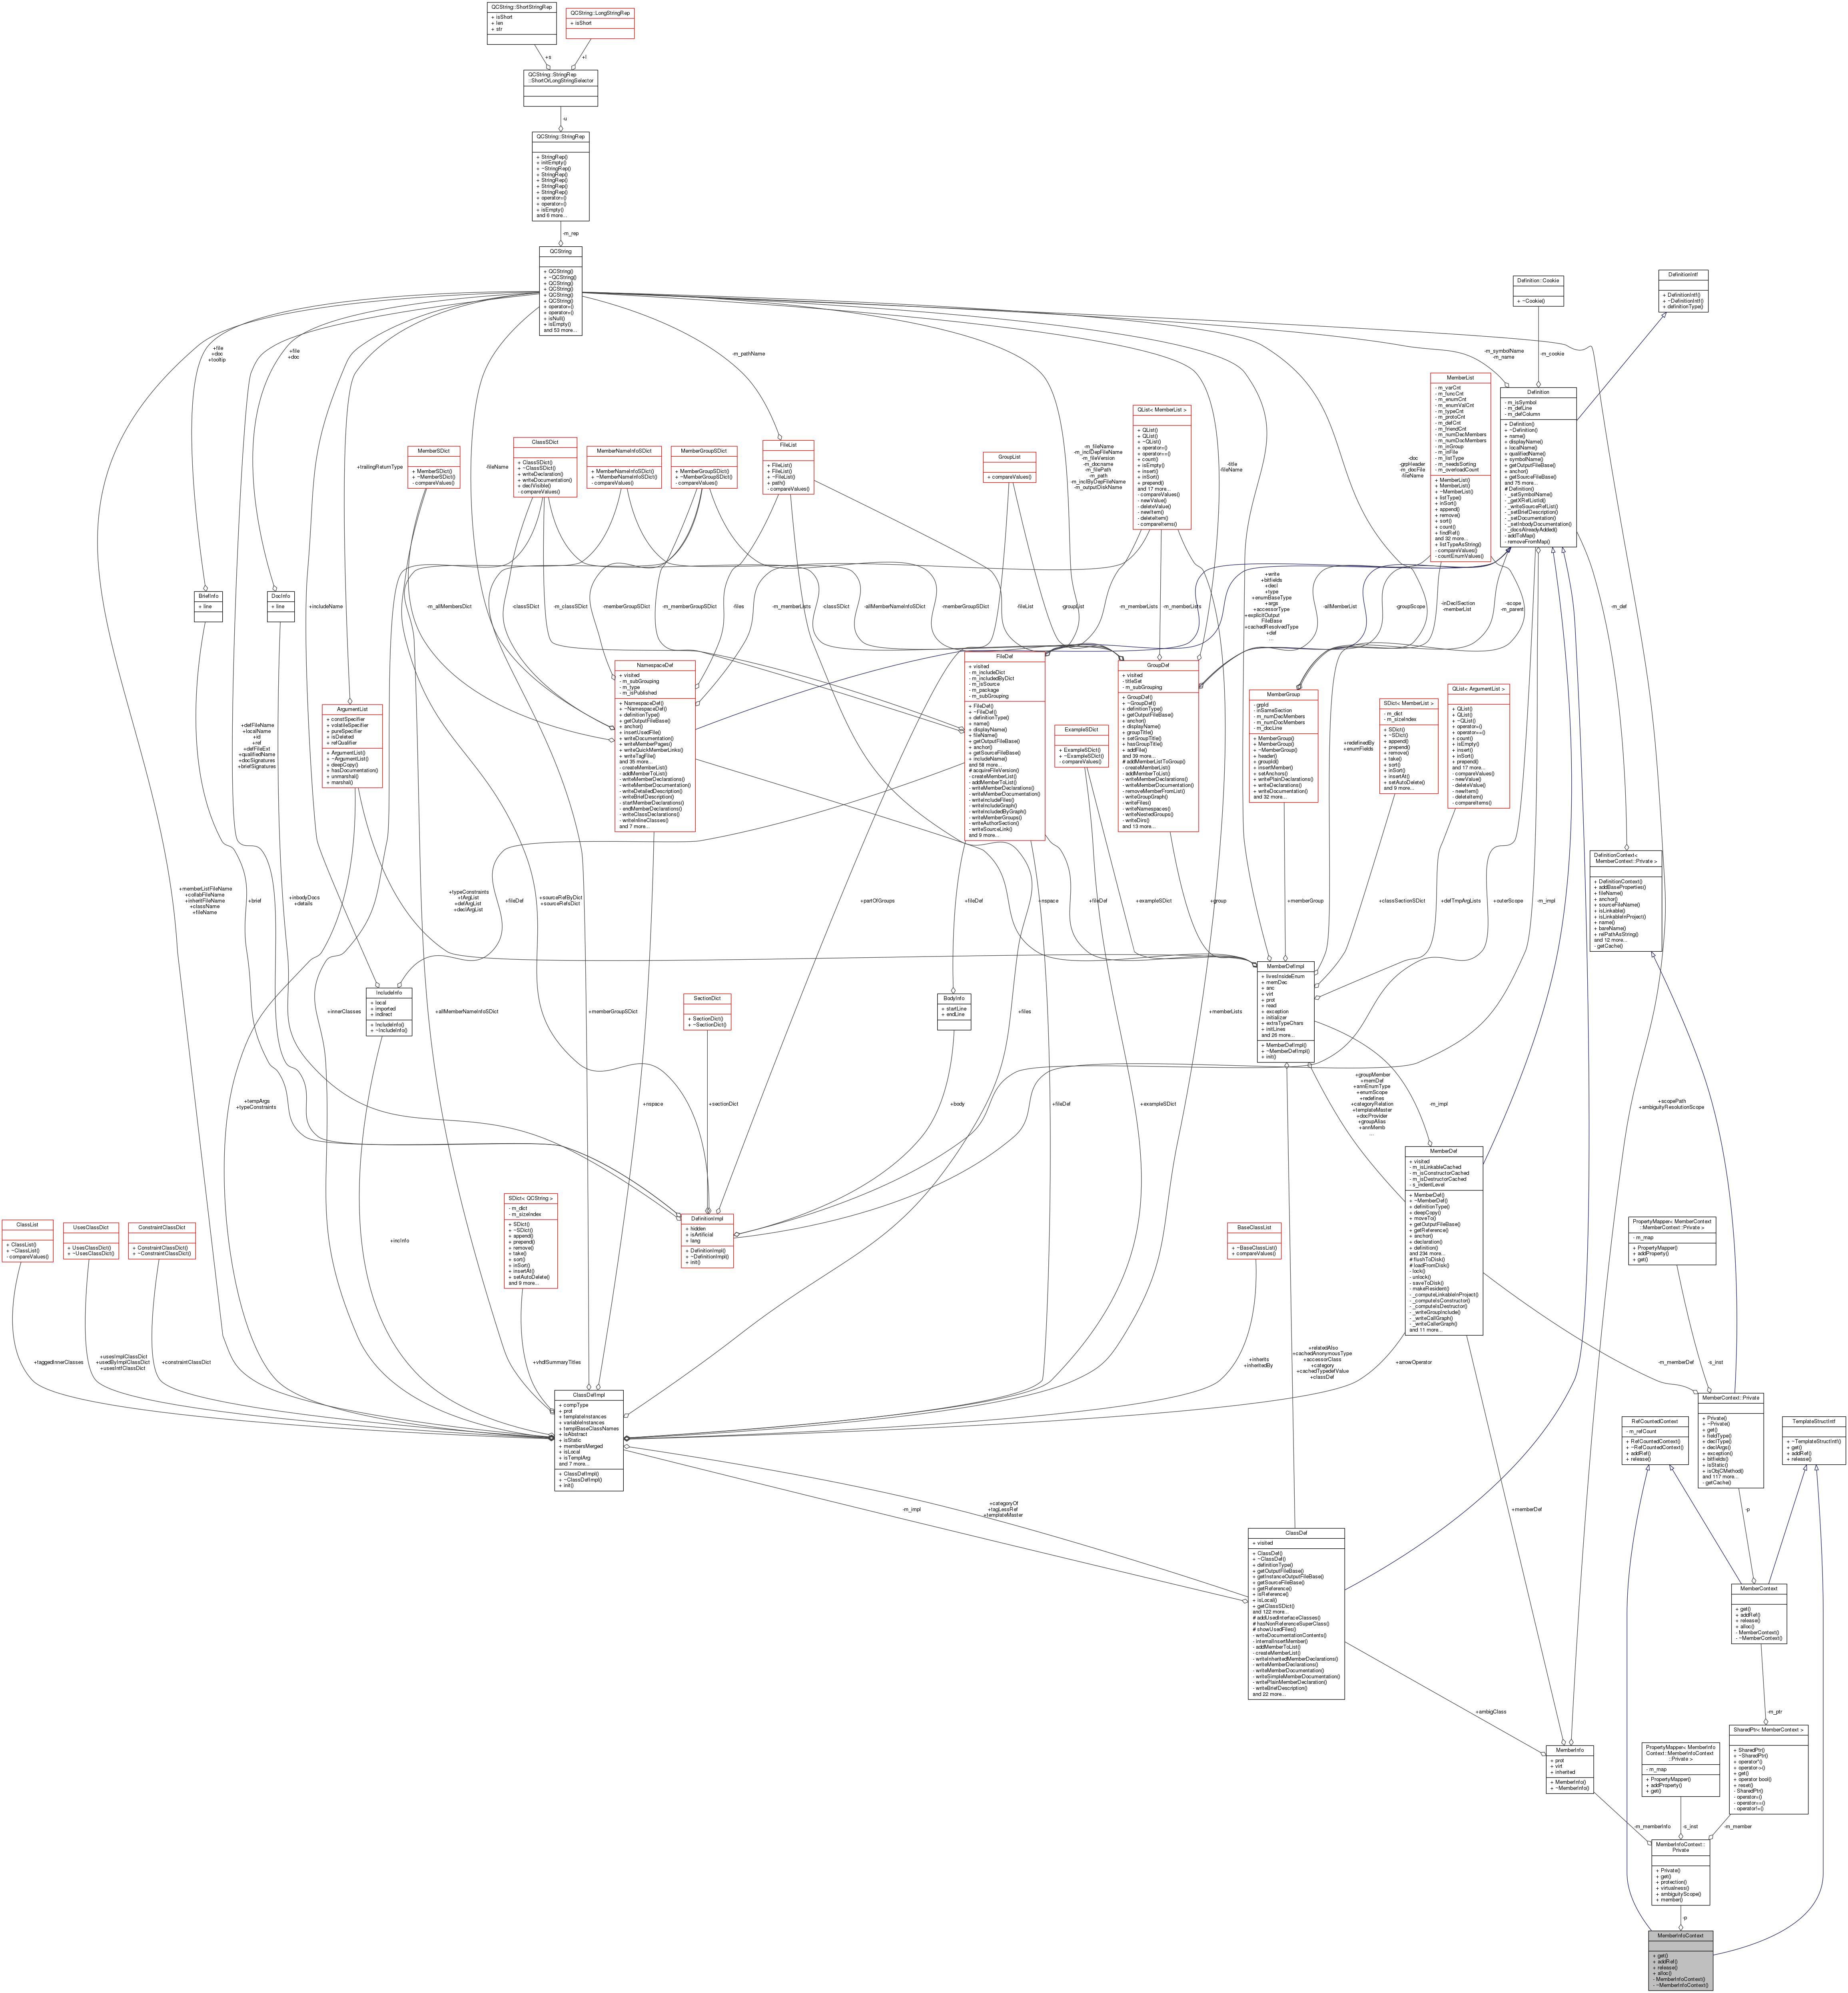 QCString::ShortStringRep
+ isShort
+ len
+ str
QCString::LongStringRep
+ isShort
+s
+l
QCString::StringRep
::ShortOrLongStringSelector
-u
QCString::StringRep
+ StringRep()
+ initEmpty()
+ ~StringRep()
+ StringRep()
+ StringRep()
+ StringRep()
+ StringRep()
+ operator=()
+ operator=()
+ isEmpty()
and 6 more...
-m_rep
QCString
+ QCString()
+ ~QCString()
+ QCString()
+ QCString()
+ QCString()
+ QCString()
+ operator=()
+ operator=()
+ isNull()
+ isEmpty()
and 53 more...
Definition::Cookie
+ ~Cookie()
DefinitionIntf
+ DefinitionIntf()
+ ~DefinitionIntf()
+ definitionType()
+file
+doc
+tooltip
+file
+doc
-m_pathName
-m_symbolName
-m_name
-m_cookie
MemberList
- m_varCnt
- m_funcCnt
- m_enumCnt
- m_enumValCnt
- m_typeCnt
- m_protoCnt
- m_defCnt
- m_friendCnt
- m_numDecMembers
- m_numDocMembers
- m_inGroup
- m_inFile
- m_listType
- m_needsSorting
- m_overloadCount
+ MemberList()
+ MemberList()
+ ~MemberList()
+ listType()
+ inSort()
+ append()
+ remove()
+ sort()
+ count()
+ findRef()
and 32 more...
+ listTypeAsString()
- compareValues()
- countEnumValues()
Definition
- m_isSymbol
- m_defLine
- m_defColumn
+ Definition()
+ ~Definition()
+ name()
+ displayName()
+ localName()
+ qualifiedName()
+ symbolName()
+ getOutputFileBase()
+ anchor()
+ getSourceFileBase()
and 75 more...
# Definition()
- _setSymbolName()
- _getXRefListId()
- _writeSourceRefList()
- _setBriefDescription()
- _setDocumentation()
- _setInbodyDocumentation()
- _docsAlreadyAdded()
- addToMap()
- removeFromMap()
QList< MemberList >
+ QList()
+ QList()
+ ~QList()
+ operator=()
+ operator==()
+ count()
+ isEmpty()
+ insert()
+ inSort()
+ prepend()
and 17 more...
- compareValues()
- newValue()
- deleteValue()
- newItem()
- deleteItem()
- compareItems()
MemberSDict
+ MemberSDict()
+ ~MemberSDict()
- compareValues()
ClassSDict
+ ClassSDict()
+ ~ClassSDict()
+ writeDeclaration()
+ writeDocumentation()
+ declVisible()
- compareValues()
MemberNameInfoSDict
+ MemberNameInfoSDict()
+ ~MemberNameInfoSDict()
- compareValues()
MemberGroupSDict
+ MemberGroupSDict()
+ ~MemberGroupSDict()
- compareValues()
FileList
+ FileList()
+ FileList()
+ ~FileList()
+ path()
- compareValues()
GroupList
+ compareValues()
+trailingReturnType
-fileName
-m_fileName
-m_inclDepFileName
-m_fileVersion
-m_docname
-m_filePath
-m_path
-m_inclByDepFileName
-m_outputDiskName
-title
-fileName
-doc
-grpHeader
-m_docFile
-fileName
BriefInfo
+ line
DocInfo
+ line
+includeName
-m_allMembersDict
-classSDict
-m_classSDict
-memberGroupSDict
-m_memberGroupSDict
-files
-m_memberLists
-classSDict
-allMemberNameInfoSDict
-memberGroupSDict
-fileList
-groupList
-m_memberLists
-m_memberLists
+write
+bitfields
+decl
+type
+enumBaseType
+args
+accessorType
+explicitOutput
FileBase
+cachedResolvedType
+def
...
-allMemberList
-groupScope
-inDeclSection
-memberList
-scope
-m_parent
-m_def
NamespaceDef
+ visited
- m_subGrouping
- m_type
- m_isPublished
+ NamespaceDef()
+ ~NamespaceDef()
+ definitionType()
+ getOutputFileBase()
+ anchor()
+ insertUsedFile()
+ writeDocumentation()
+ writeMemberPages()
+ writeQuickMemberLinks()
+ writeTagFile()
and 35 more...
- createMemberList()
- addMemberToList()
- writeMemberDeclarations()
- writeMemberDocumentation()
- writeDetailedDescription()
- writeBriefDescription()
- startMemberDeclarations()
- endMemberDeclarations()
- writeClassDeclarations()
- writeInlineClasses()
and 7 more...
FileDef
+ visited
- m_includeDict
- m_includedByDict
- m_isSource
- m_package
- m_subGrouping
+ FileDef()
+ ~FileDef()
+ definitionType()
+ name()
+ displayName()
+ fileName()
+ getOutputFileBase()
+ anchor()
+ getSourceFileBase()
+ includeName()
and 58 more...
# acquireFileVersion()
- createMemberList()
- addMemberToList()
- writeMemberDeclarations()
- writeMemberDocumentation()
- writeIncludeFiles()
- writeIncludeGraph()
- writeIncludedByGraph()
- writeMemberGroups()
- writeAuthorSection()
- writeSourceLink()
and 9 more...
GroupDef
+ visited
- titleSet
- m_subGrouping
+ GroupDef()
+ ~GroupDef()
+ definitionType()
+ getOutputFileBase()
+ anchor()
+ displayName()
+ groupTitle()
+ setGroupTitle()
+ hasGroupTitle()
+ addFile()
and 39 more...
# addMemberListToGroup()
- createMemberList()
- addMemberToList()
- writeMemberDeclarations()
- writeMemberDocumentation()
- removeMemberFromList()
- writeGroupGraph()
- writeFiles()
- writeNamespaces()
- writeNestedGroups()
- writeDirs()
and 13 more...
MemberGroup
- grpId
- inSameSection
- m_numDecMembers
- m_numDocMembers
- m_docLine
+ MemberGroup()
+ MemberGroup()
+ ~MemberGroup()
+ header()
+ groupId()
+ insertMember()
+ setAnchors()
+ writePlainDeclarations()
+ writeDeclarations()
+ writeDocumentation()
and 32 more...
SDict< MemberList >
- m_dict
- m_sizeIndex
+ SDict()
+ ~SDict()
+ append()
+ prepend()
+ remove()
+ take()
+ sort()
+ inSort()
+ insertAt()
+ setAutoDelete()
and 9 more...
QList< ArgumentList >
+ QList()
+ QList()
+ ~QList()
+ operator=()
+ operator==()
+ count()
+ isEmpty()
+ insert()
+ inSort()
+ prepend()
and 17 more...
- compareValues()
- newValue()
- deleteValue()
- newItem()
- deleteItem()
- compareItems()
ArgumentList
+ constSpecifier
+ volatileSpecifier
+ pureSpecifier
+ isDeleted
+ refQualifier
+ ArgumentList()
+ ~ArgumentList()
+ deepCopy()
+ hasDocumentation()
+ unmarshal()
+ marshal()
+defFileName
+localName
+id
+ref
+defFileExt
+qualifiedName
+docSignatures
+briefSignatures
ExampleSDict
+ ExampleSDict()
+ ~ExampleSDict()
- compareValues()
+redefinedBy
+enumFields
DefinitionContext<
MemberContext::Private >
+ DefinitionContext()
+ addBaseProperties()
+ fileName()
+ anchor()
+ sourceFileName()
+ isLinkable()
+ isLinkableInProject()
+ name()
+ bareName()
+ relPathAsString()
and 12 more...
- getCache()
+memberListFileName
+collabFileName
+inheritFileName
+className
+fileName
+brief
+inbodyDocs
+details
+typeConstraints
+tArgList
+defArgList
+declArgList
+fileDef
+sourceRefByDict
+sourceRefsDict
+partOfGroups
+fileDef
+nspace
+fileDef
+exampleSDict
+group
+memberGroup
+classSectionSDict
+defTmpArgLists
+outerScope
-m_impl
MemberDefImpl
+ livesInsideEnum
+ memDec
+ anc
+ virt
+ prot
+ read
+ exception
+ initializer
+ extraTypeChars
+ initLines
and 26 more...
+ MemberDefImpl()
+ ~MemberDefImpl()
+ init()
IncludeInfo
+ local
+ imported
+ indirect
+ IncludeInfo()
+ ~IncludeInfo()
SectionDict
+ SectionDict()
+ ~SectionDict()
BodyInfo
+ startLine
+ endLine
+innerClasses
+allMemberNameInfoSDict
+memberGroupSDict
+files
+memberLists
+tempArgs
+typeConstraints
+nspace
+sectionDict
+body
+fileDef
+exampleSDict
+groupMember
+memDef
+annEnumType
+enumScope
+redefines
+categoryRelation
+templateMaster
+docProvider
+groupAlias
+annMemb
...
-m_impl
+scopePath
+ambiguityResolutionScope
MemberDef
+ visited
- m_isLinkableCached
- m_isConstructorCached
- m_isDestructorCached
- s_indentLevel
+ MemberDef()
+ ~MemberDef()
+ definitionType()
+ deepCopy()
+ moveTo()
+ getOutputFileBase()
+ getReference()
+ anchor()
+ declaration()
+ definition()
and 234 more...
# flushToDisk()
# loadFromDisk()
- lock()
- unlock()
- saveToDisk()
- makeResident()
- _computeLinkableInProject()
- _computeIsConstructor()
- _computeIsDestructor()
- _writeGroupInclude()
- _writeCallGraph()
- _writeCallerGraph()
and 11 more...
ClassList
+ ClassList()
+ ~ClassList()
- compareValues()
UsesClassDict
+ UsesClassDict()
+ ~UsesClassDict()
ConstraintClassDict
+ ConstraintClassDict()
+ ~ConstraintClassDict()
+incInfo
SDict< QCString >
- m_dict
- m_sizeIndex
+ SDict()
+ ~SDict()
+ append()
+ prepend()
+ remove()
+ take()
+ sort()
+ inSort()
+ insertAt()
+ setAutoDelete()
and 9 more...
DefinitionImpl
+ hidden
+ isArtificial
+ lang
+ DefinitionImpl()
+ ~DefinitionImpl()
+ init()
BaseClassList
+ ~BaseClassList()
+ compareValues()
PropertyMapper< MemberContext
::MemberContext::Private >
- m_map
+ PropertyMapper()
+ addProperty()
+ get()
+taggedInnerClasses
+usesImplClassDict
+usedByImplClassDict
+usesIntfClassDict
+constraintClassDict
+vhdlSummaryTitles
+inherits
+inheritedBy
+relatedAlso
+cachedAnonymousType
+accessorClass
+category
+cachedTypedefValue
+classDef
+arrowOperator
-m_memberDef
-s_inst
ClassDefImpl
+ compType
+ prot
+ templateInstances
+ variableInstances
+ templBaseClassNames
+ isAbstract
+ isStatic
+ membersMerged
+ isLocal
+ isTemplArg
and 7 more...
+ ClassDefImpl()
+ ~ClassDefImpl()
+ init()
MemberContext::Private
+ Private()
+ ~Private()
+ get()
+ fieldType()
+ declType()
+ declArgs()
+ exception()
+ bitfields()
+ isStatic()
+ isObjCMethod()
and 117 more...
- getCache()
RefCountedContext
- m_refCount
+ RefCountedContext()
+ ~RefCountedContext()
+ addRef()
+ release()
TemplateStructIntf
+ ~TemplateStructIntf()
+ get()
+ addRef()
+ release()
-m_impl
+categoryOf
+tagLessRef
+templateMaster
+memberDef
-p
ClassDef
+ visited
+ ClassDef()
+ ~ClassDef()
+ definitionType()
+ getOutputFileBase()
+ getInstanceOutputFileBase()
+ getSourceFileBase()
+ getReference()
+ isReference()
+ isLocal()
+ getClassSDict()
and 122 more...
# addUsedInterfaceClasses()
# hasNonReferenceSuperClass()
# showUsedFiles()
- writeDocumentationContents()
- internalInsertMember()
- addMemberToList()
- createMemberList()
- writeInheritedMemberDeclarations()
- writeMemberDeclarations()
- writeMemberDocumentation()
- writeSimpleMemberDocumentation()
- writePlainMemberDeclaration()
- writeBriefDescription()
and 22 more...
MemberContext
+ get()
+ addRef()
+ release()
+ alloc()
- MemberContext()
- ~MemberContext()
+ambigClass
-m_ptr
MemberInfo
+ prot
+ virt
+ inherited
+ MemberInfo()
+ ~MemberInfo()
PropertyMapper< MemberInfo
Context::MemberInfoContext
::Private >
- m_map
+ PropertyMapper()
+ addProperty()
+ get()
SharedPtr< MemberContext >
+ SharedPtr()
+ ~SharedPtr()
+ operator*()
+ operator->()
+ get()
+ operator bool()
+ reset()
- SharedPtr()
- operator=()
- operator==()
- operator!=()
-m_memberInfo
-s_inst
-m_member
MemberInfoContext::
Private
+ Private()
+ get()
+ protection()
+ virtualness()
+ ambiguityScope()
+ member()
-p
MemberInfoContext
+ get()
+ addRef()
+ release()
+ alloc()
- MemberInfoContext()
- ~MemberInfoContext()